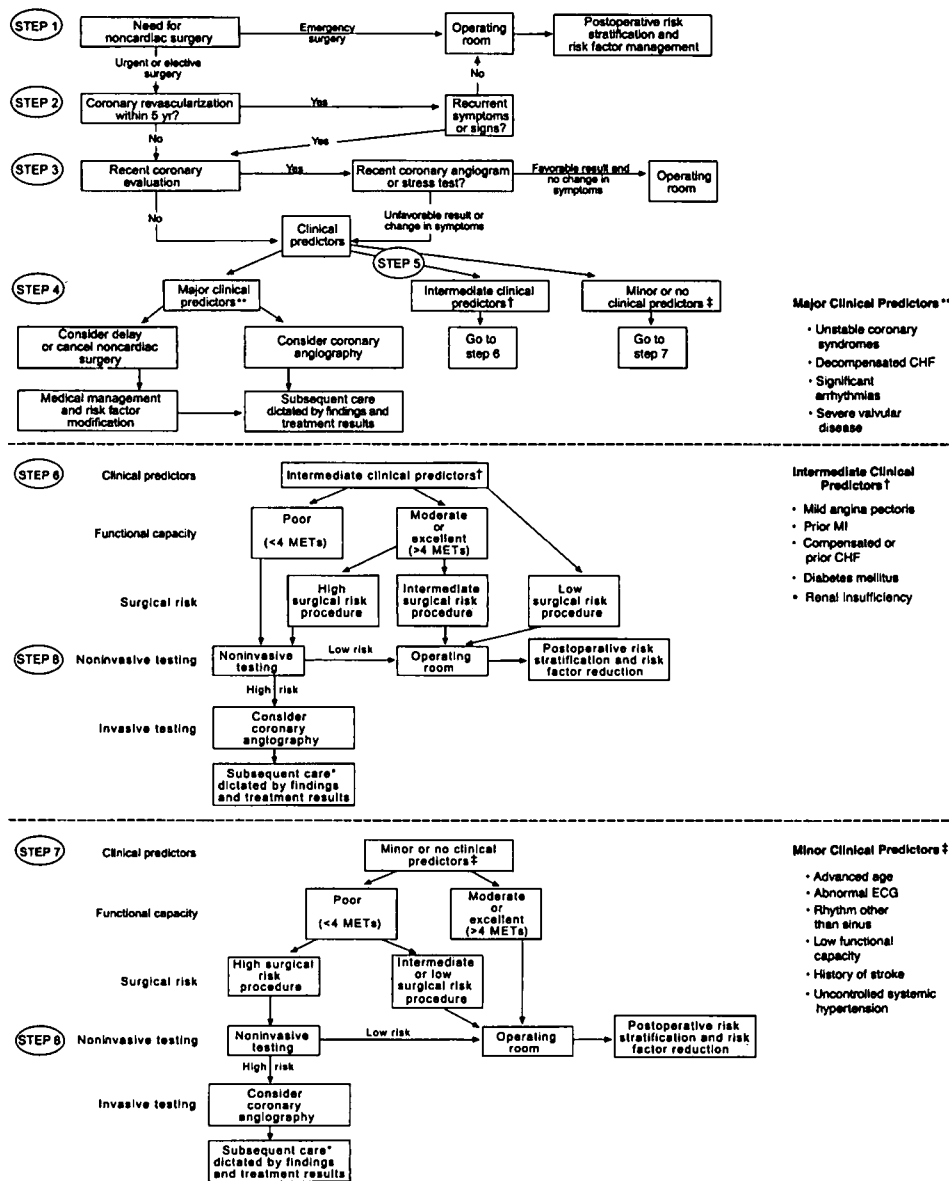 STEP 1
Need for
noncardiac surgery
Emergency
surgery
Operating
room
Postoperative risk
stratification and
risk factor management
Urgent or elective
surgery
No
STEP 2
Coronary revascularization
within 5 yr?
Yes
Recurrent
symptoms
or signs?
No
Yes
STEP 3
Recent coronary
evaluation
Yes
Recent coronary angiogram
or stress test?
Favorable result and
no change in
symptoms
Operating
room
No
Unfavorable result or
change in symptoms
Clinical
predictors
STEP 5
STEP 4
Major clinical
predictors**
Intermediate clinical
predictors†
Minor or no
clinical predictors ‡
Consider delay
or cancel noncardiac
surgery
Consider coronary
angiography
Go to
step 6
Go to
step 7
Medical management
and risk factor
modification
Subsequent care
dictated by findings and
treatment results
Major Clinical Predictors**
• Unstable coronary
syndromes
• Decompensated CHF
• Significant
arrhythmias
• Severe valvular
disease
STEP 6
Clinical predictors
Intermediate clinical predictors†
Functional capacity
Poor
(<4 METs)
Moderate
or
excellent
(>4 METs)
Surgical risk
High
surgical risk
procedure
Intermediate
surgical risk
procedure
Low
surgical risk
procedure
STEP 8
Noninvasive testing
Noninvasive
testing
Low risk
Operating
room
Postoperative risk
stratification and risk
factor reduction
High risk
Invasive testing
Consider
coronary
angiography
Subsequent care*
dictated by findings
and treatment results
Intermediate Clinical
Predictors†
• Mild angina pectoris
• Prior MI
• Compensated or
prior CHF
• Diabetes mellitus
• Renal Insufficiency
STEP 7
Clinical predictors
Minor or no clinical
predictors‡
Functional capacity
Poor
(<4 METs)
Moderate
or
excellent
(>4 METs)
Surgical risk
High surgical
risk
procedure
Intermediate
or low
surgical risk
procedure
STEP 8
Noninvasive testing
Noninvasive
testing
Low risk
Operating
room
Postoperative risk
stratification and risk
factor reduction
High risk
Invasive testing
Consider
coronary
angiography
Subsequent care*
dictated by findings
and treatment results
Minor Clinical Predictors ‡
• Advanced age
• Abnormal ECG
• Rhythm other
than sinus
• Low functional
capacity
• History of stroke
• Uncontrolled systemic
hypertension